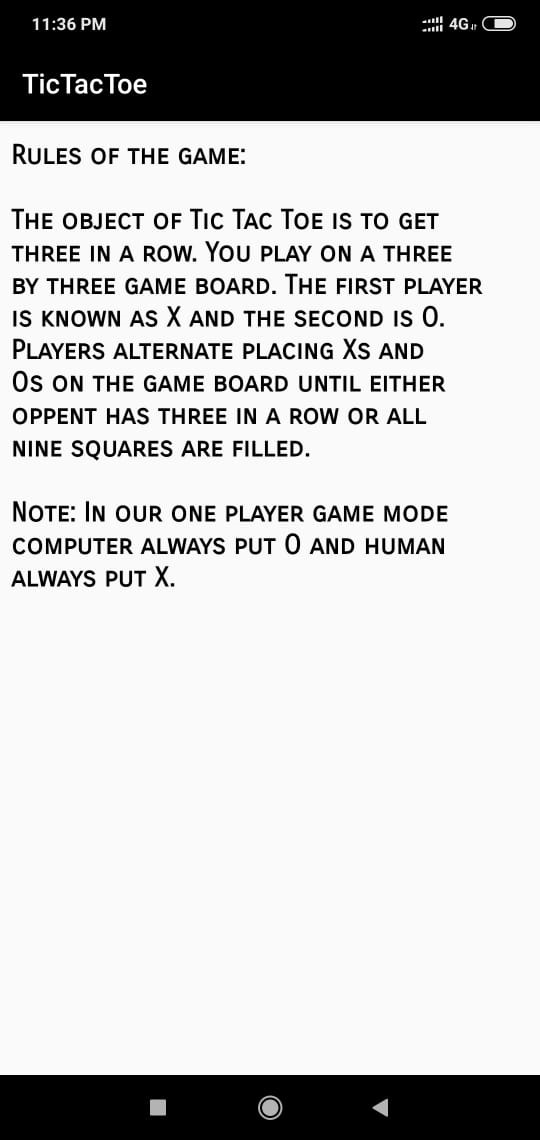 11:36 PM 4G
TicTacToe
Rules of the game:
The object of Tic Tac Toe is to get
three in a row. You play on a three
by three game board. The first player
is known as X and the second is O.
Players alternate placing Xs and
Os on the game board until either
oppent has three in a row or all
nine squares are filled.
Note: In our one player game mode
computer always put O and human
always put X.